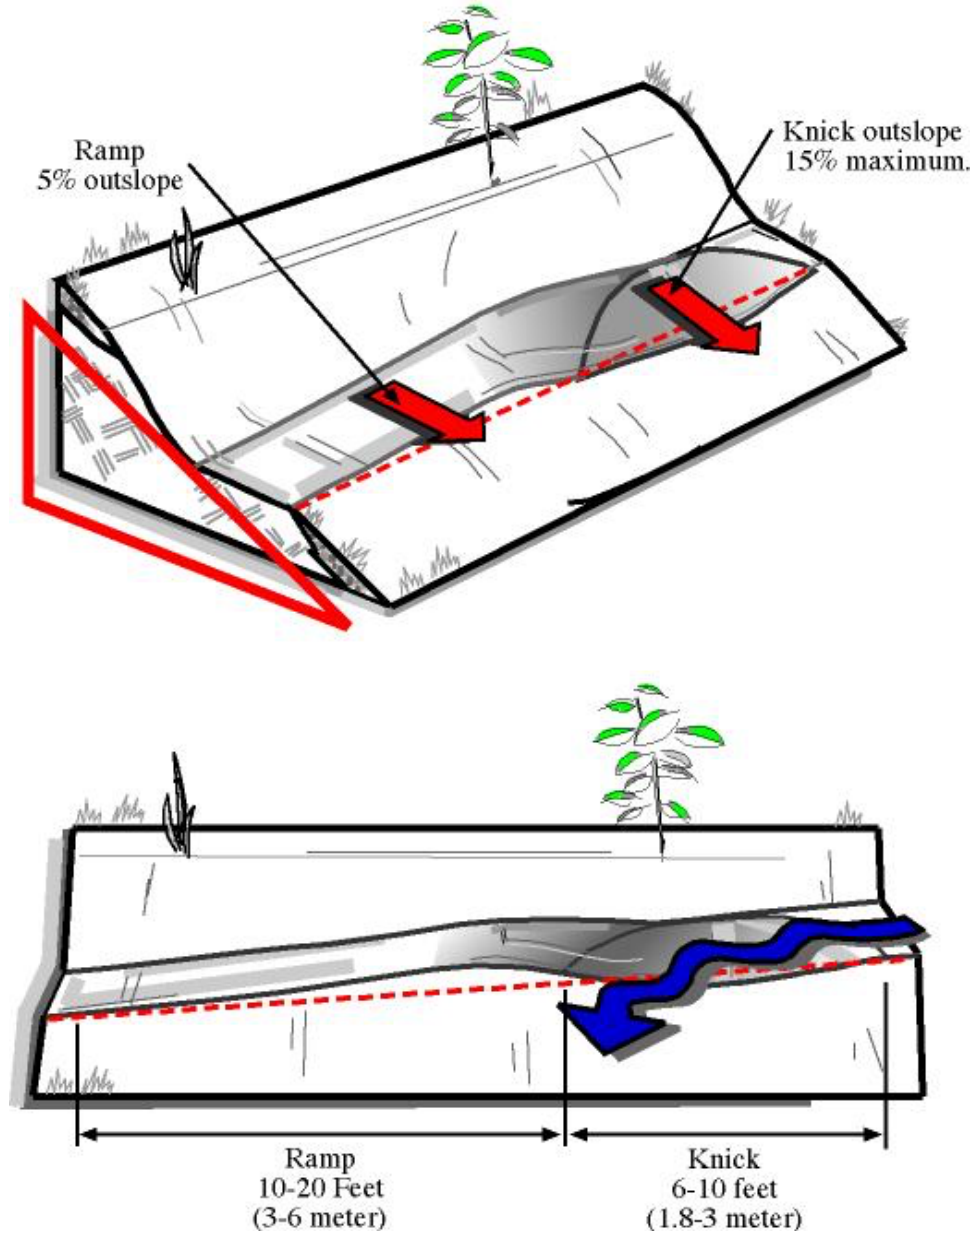 Ramp
5% outslope
Knick outslope
15% maximum.
Ramp
10-20 Feet
(3-6 meter)
Knick
6-10 feet
(1.8-3 meter)